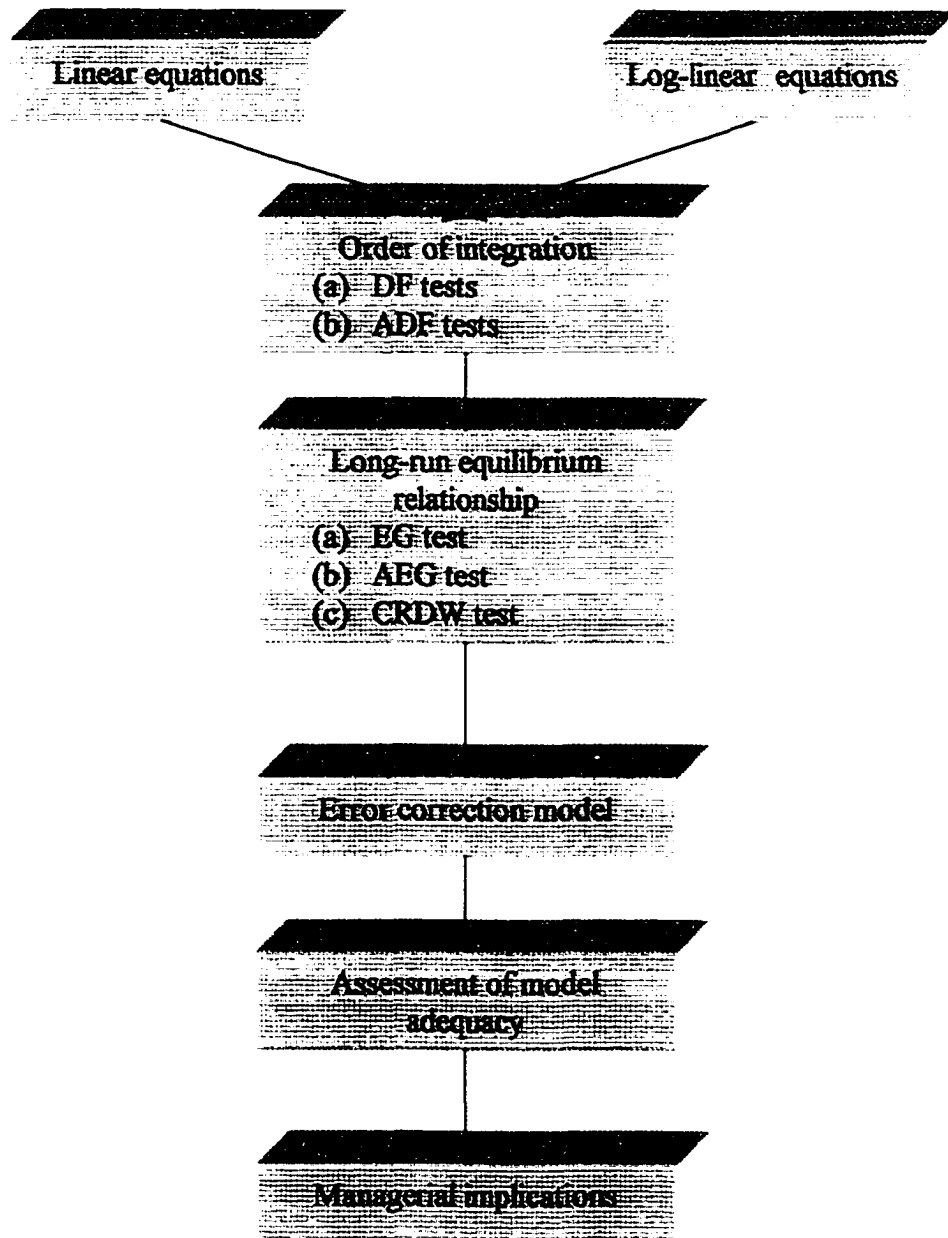 Linear equations
Log-linear equations
Order of integration
(a) DF tests
(b) ADF tests
Long-run equilibrium
relationship
(a) EG test
(b) AEG test
(c) CRDW test
Error correction model
Assessment of model
adequacy
Managerial implications